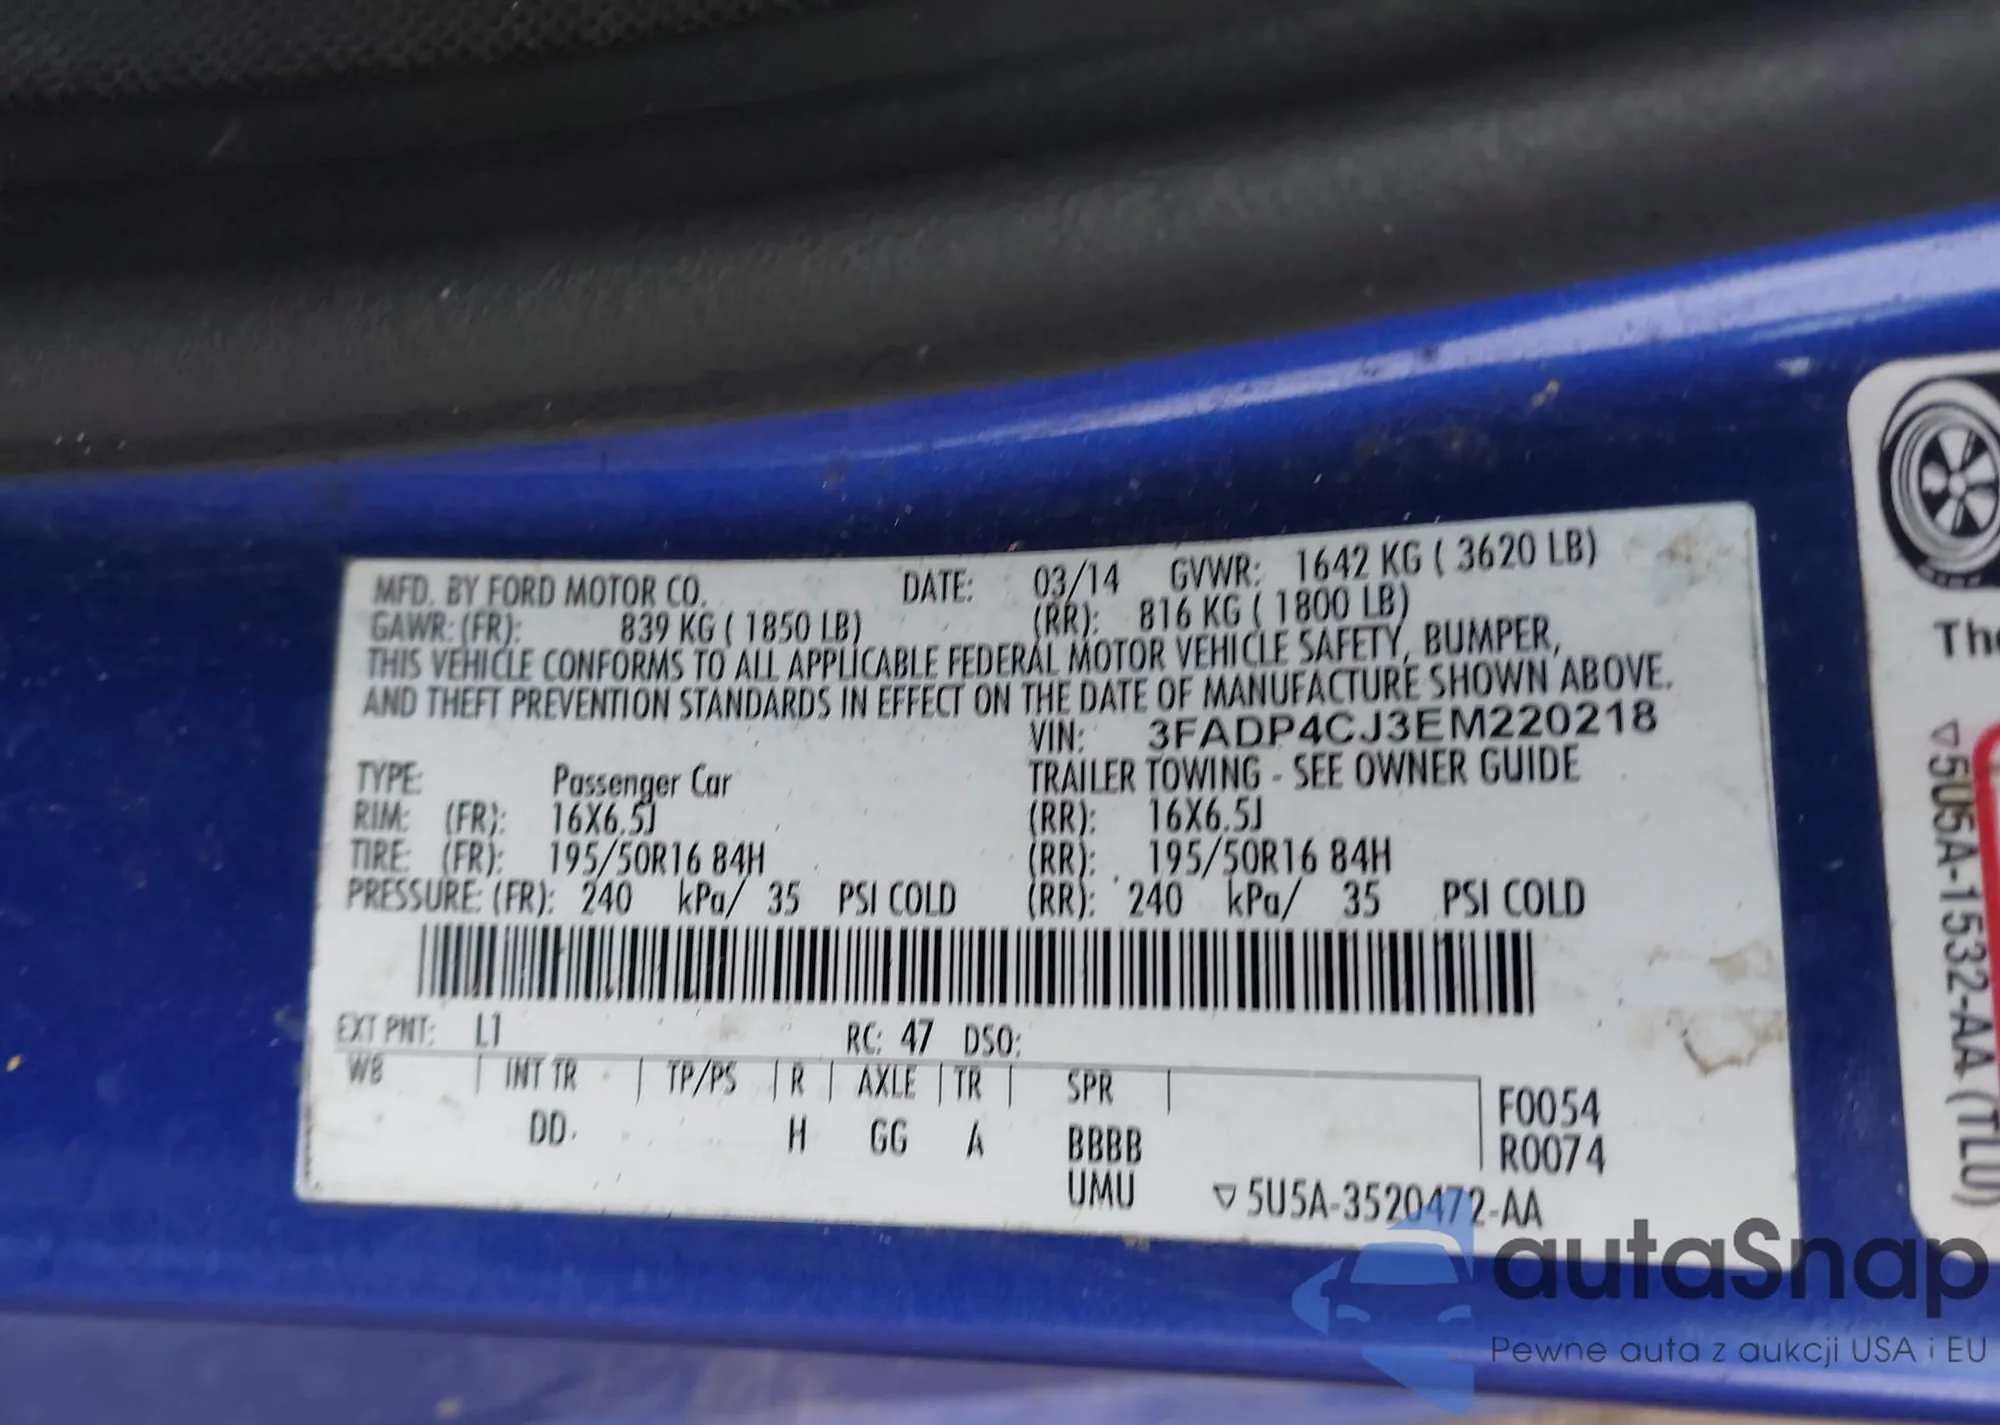 MFD. BY FORD MOTOR CO. DATE: 03/14 GVWR: 1642 KG ( 3620 LB)
GAWR: (FR): 839 KG ( 1850 LB) (RR): 816 KG ( 1800 LB)
THIS VEHICLE CONFORMS TO ALL APPLICABLE FEDERAL MOTOR VEHICLE SAFETY, BUMPER,
AND THEFT PREVENTION STANDARDS IN EFFECT ON THE DATE OF MANUFACTURE SHOWN ABOVE.
VIN: 3FADP4CJ3EM220218
TYPE: Passenger Car TRAILER TOWING - SEE OWNER GUIDE
RIM: (FR): 16X6.5J (RR): 16X6.5J
TIRE: (FR): 195/50R16 84H (RR): 195/50R16 84H
PRESSURE: (FR): 240 kPa/ 35 PSI COLD (RR): 240 kPa/ 35 PSI COLD
EXT PNT: L1 RC: 47 DSO:
WB | INT TR | TP/PS | R | AXLE | TR | SPR |
F0054
DD H GG A BBBB R0074
UMU ▽5U5A-3520472-AA
The
▽5U5A-1532-AA (TLU)
autaSnap
Pewne auta z aukcji USA i EU